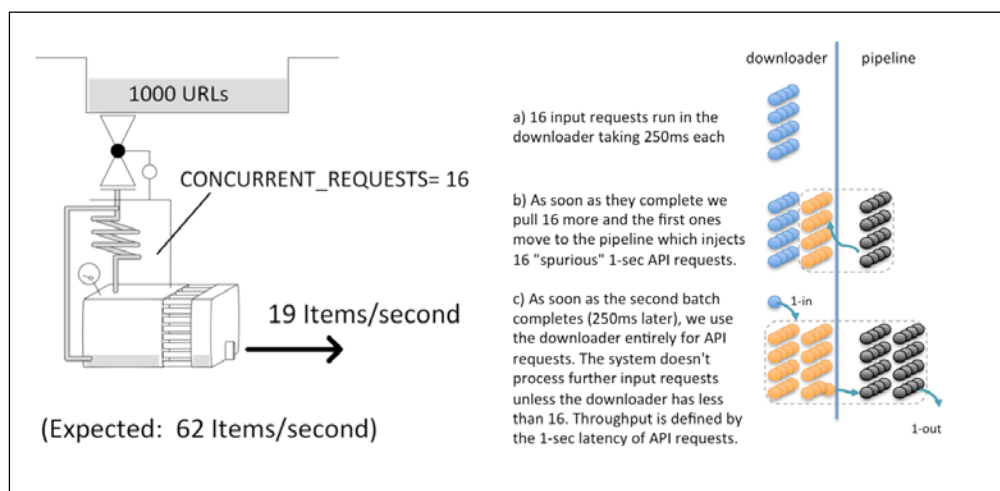 1000 URLs
CONCURRENT_REQUESTS= 16
19 Items/second
(Expected:  62 Items/second)
downloader
pipeline
a) 16 input requests run in the
downloader taking 250ms each
b) As soon as they complete we
pull 16 more and the first ones
move to the pipeline which injects
16 "spurious" 1-sec API requests.
c) As soon as the second batch
completes (250ms later), we use
the downloader entirely for API
requests. The system doesn't
process further input requests
unless the downloader has less
than 16. Throughput is defined by
the 1-sec latency of API requests.
1-in
1-out